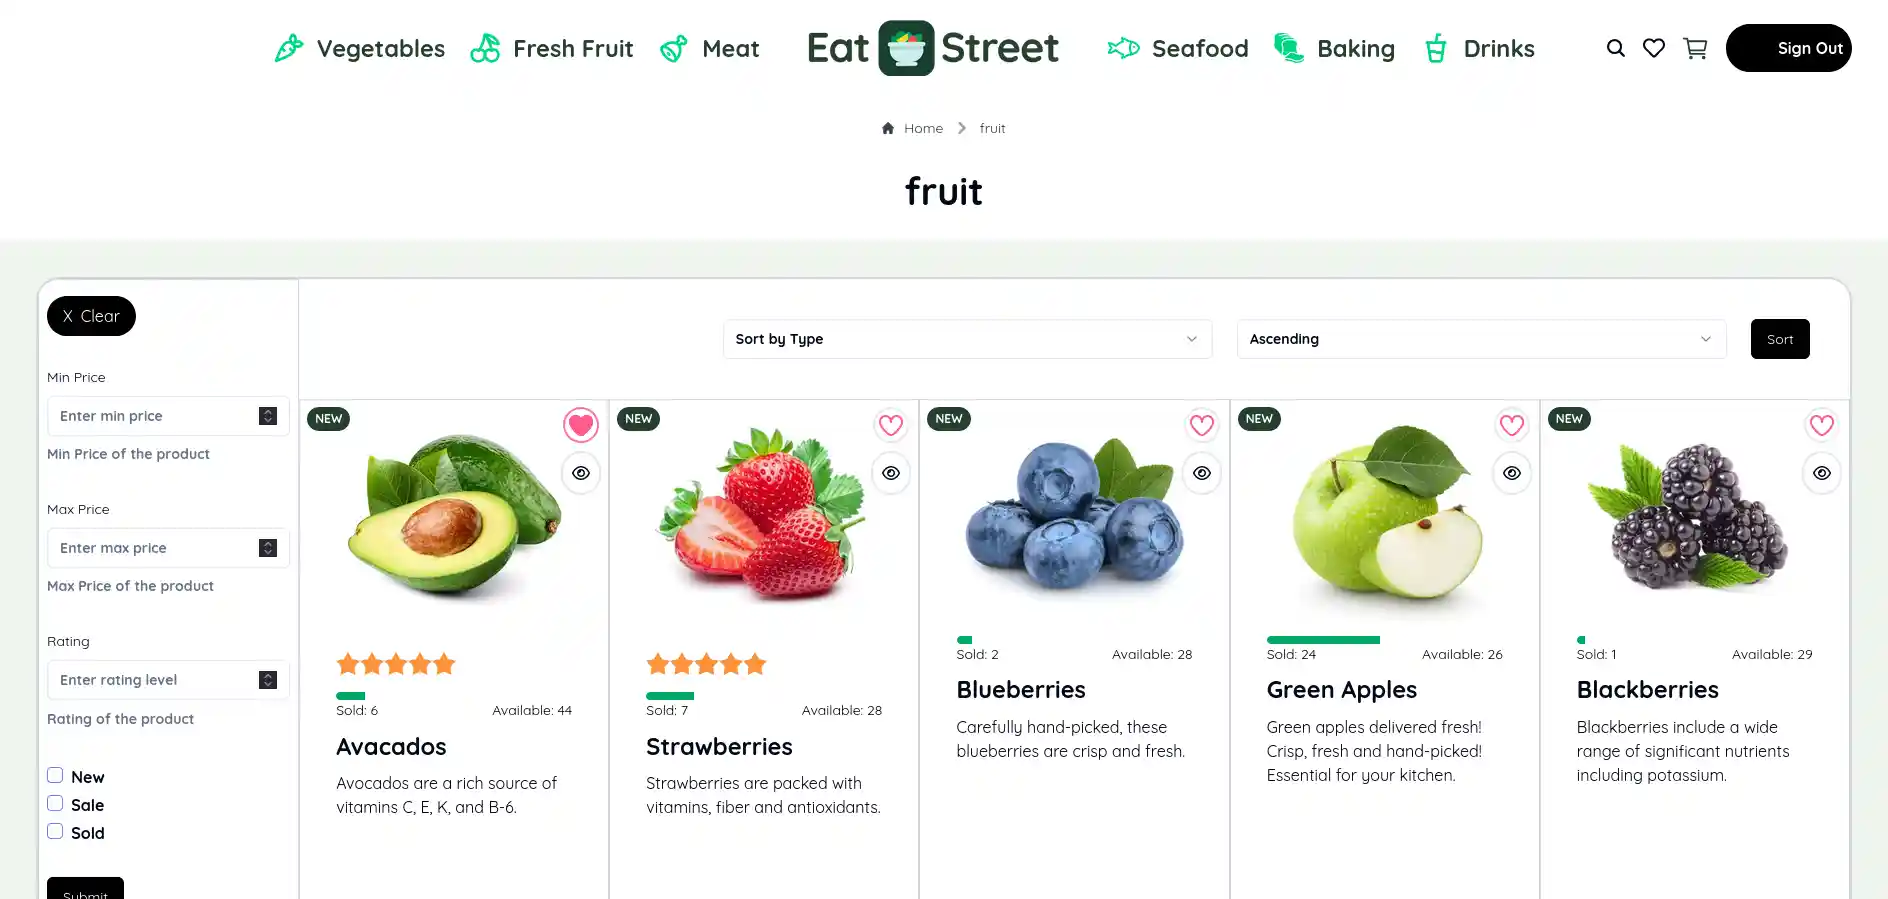 Vegetables
Fresh Fruit
Meat
Eat Street
Seafood
Baking
Drinks
Sign Out
Home
fruit
fruit
X Clear
Sort by Type
Ascending
Sort
Min Price
Enter min price
Min Price of the product
Max Price
Enter max price
Max Price of the product
Rating
Enter rating level
Rating of the product
New
Sale
Sold
Submit
NEW
Sold: 6
Available: 44
Avacados
Avocados are a rich source of
vitamins C, E, K, and B-6.
NEW
Sold: 7
Available: 28
Strawberries
Strawberries are packed with
vitamins, fiber and antioxidants.
NEW
Sold: 2
Available: 28
Blueberries
Carefully hand-picked, these
blueberries are crisp and fresh.
NEW
Sold: 24
Available: 26
Green Apples
Green apples delivered fresh!
Crisp, fresh and hand-picked!
Essential for your kitchen.
NEW
Sold: 1
Available: 29
Blackberries
Blackberries include a wide
range of significant nutrients
including potassium.